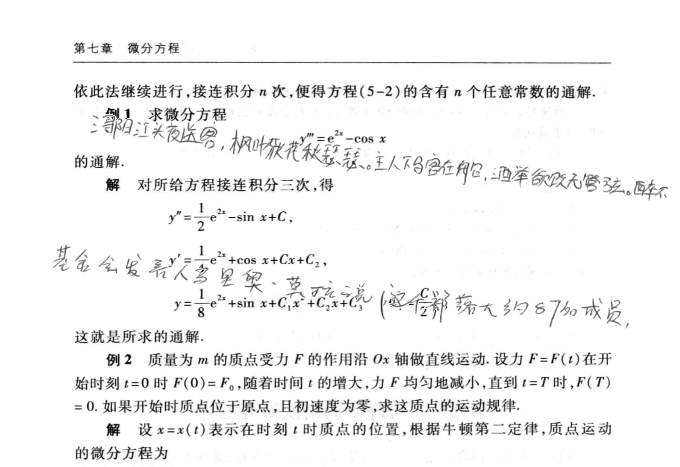 第七章 微分方程
依此法继续进行,接连积分 n 次,便得方程(5-2)的含有 n 个任意常数的通解.
例1 求微分方程
y'''=e^{2x}-cos x
浔阳江头夜送客,枫叶荻花秋瑟瑟。主人下马客在船,酒举欲饮无管弦。醉不
的通解.
解 对所给方程接连积分三次,得
y''=\frac{1}{2}e^{2x}-sin x+C,
y'=\frac{1}{4}e^{2x}+cos x+Cx+C_2,
基金会发言人乌里奥·莫
y=\frac{1}{8}e^{2x}+sin x+C_1x^2+C_2x+C_3
说(这个部落大约87名成员,
这就是所求的通解.
例2 质量为 m 的质点受力 F 的作用沿 Ox 轴做直线运动.设力 F=F(t)在开
始时刻 t=0 时 F(0)=F_0,随着时间 t 的增大,力 F 均匀地减小,直到 t=T 时,F(T)
=0.如果开始时质点位于原点,且初速度为零,求这质点的运动规律.
解 设 x=x(t)表示在时刻 t 时质点的位置,根据牛顿第二定律,质点运动
的微分方程为